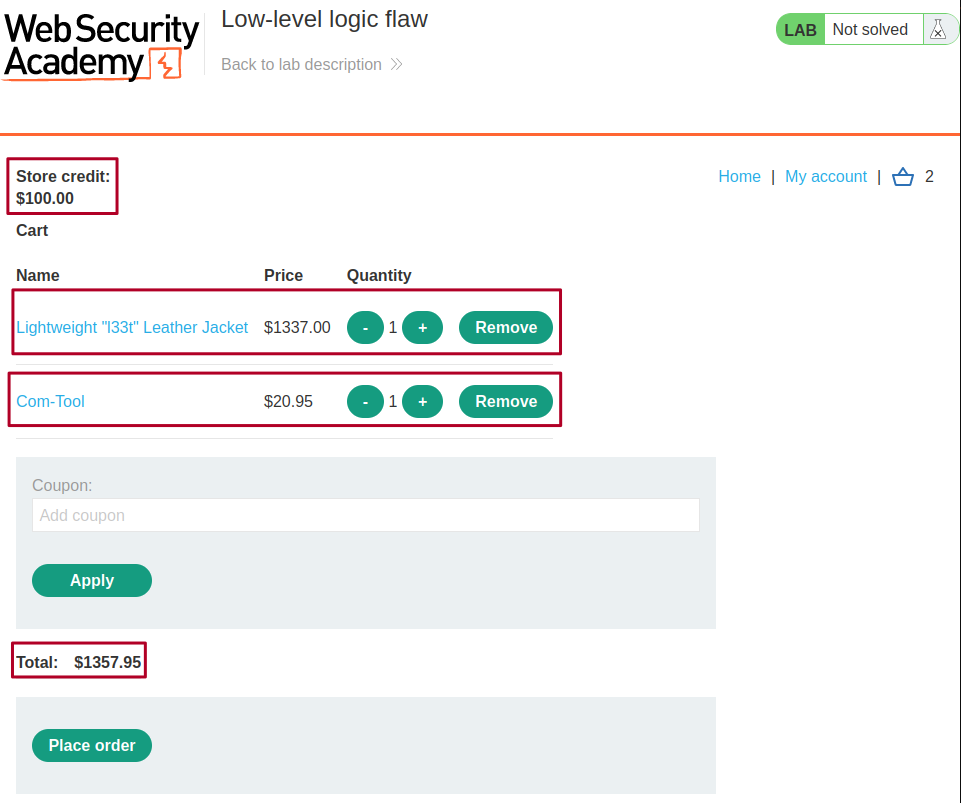 Web Security
Academy
Low-level logic flaw
Back to lab description
LAB Not solved
Store credit:
$100.00
Home | My account | 2
Cart
Name Price Quantity
Lightweight "l33t" Leather Jacket $1337.00 - 1 + Remove
Com-Tool $20.95 - 1 + Remove
Coupon:
Add coupon
Apply
Total: $1357.95
Place order